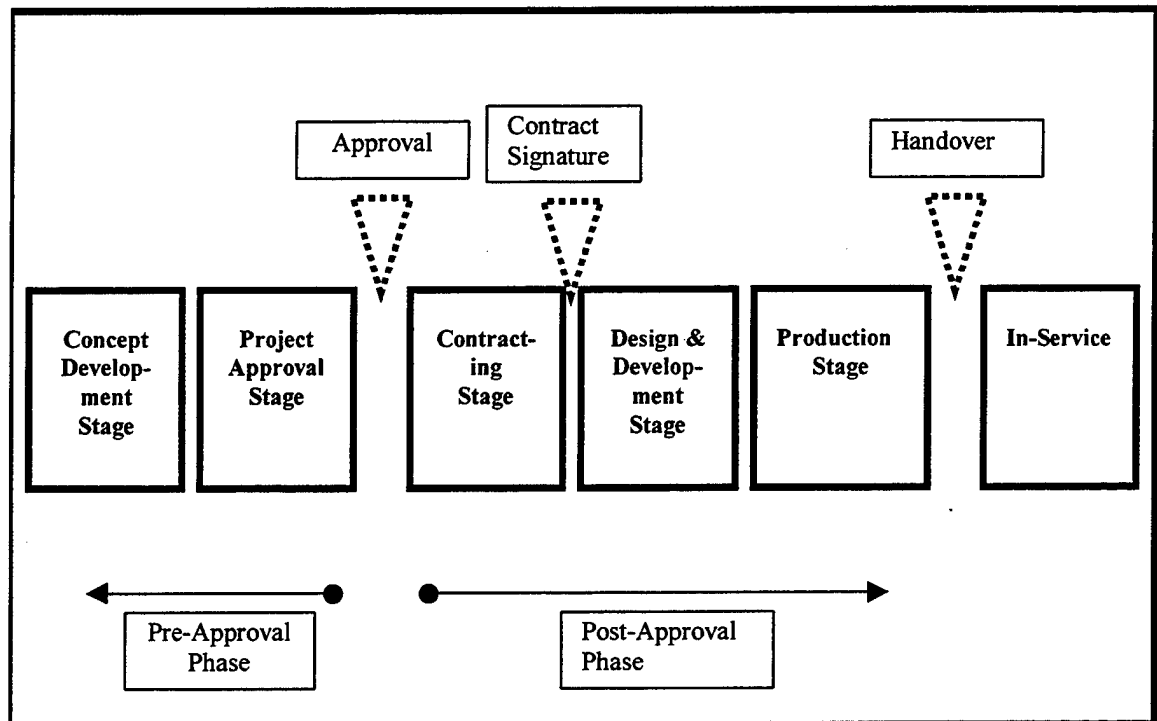 Approval
Contract
Signature
Handover
Concept
Develop-
ment
Stage
Project
Approval
Stage
Contract-
ing
Stage
Design &
Develop-
ment
Stage
Production
Stage
In-Service
Pre-Approval
Phase
Post-Approval
Phase